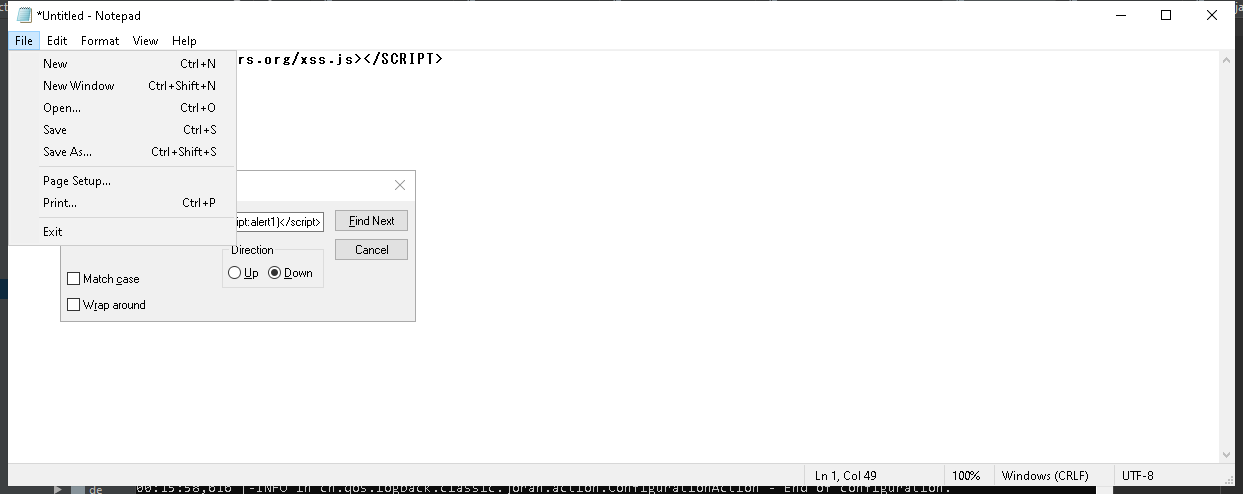 *Untitled - Notepad
File Edit Format View Help
rs.org/xss.js></SCRIPT>
New Ctrl+N
New Window Ctrl+Shift+N
Open... Ctrl+O
Save Ctrl+S
Save As... Ctrl+Shift+S
Page Setup...
Print... Ctrl+P
Exit
ipt:alert1)</script>
Find Next
Cancel
Direction
Up Down
Match case
Wrap around
Ln 1, Col 49 100% Windows (CRLF) UTF-8
de 00:15:58,616 |-INFO in ch.qos.logback.classic.joran.action.ConfigurationAction - End of configuration.